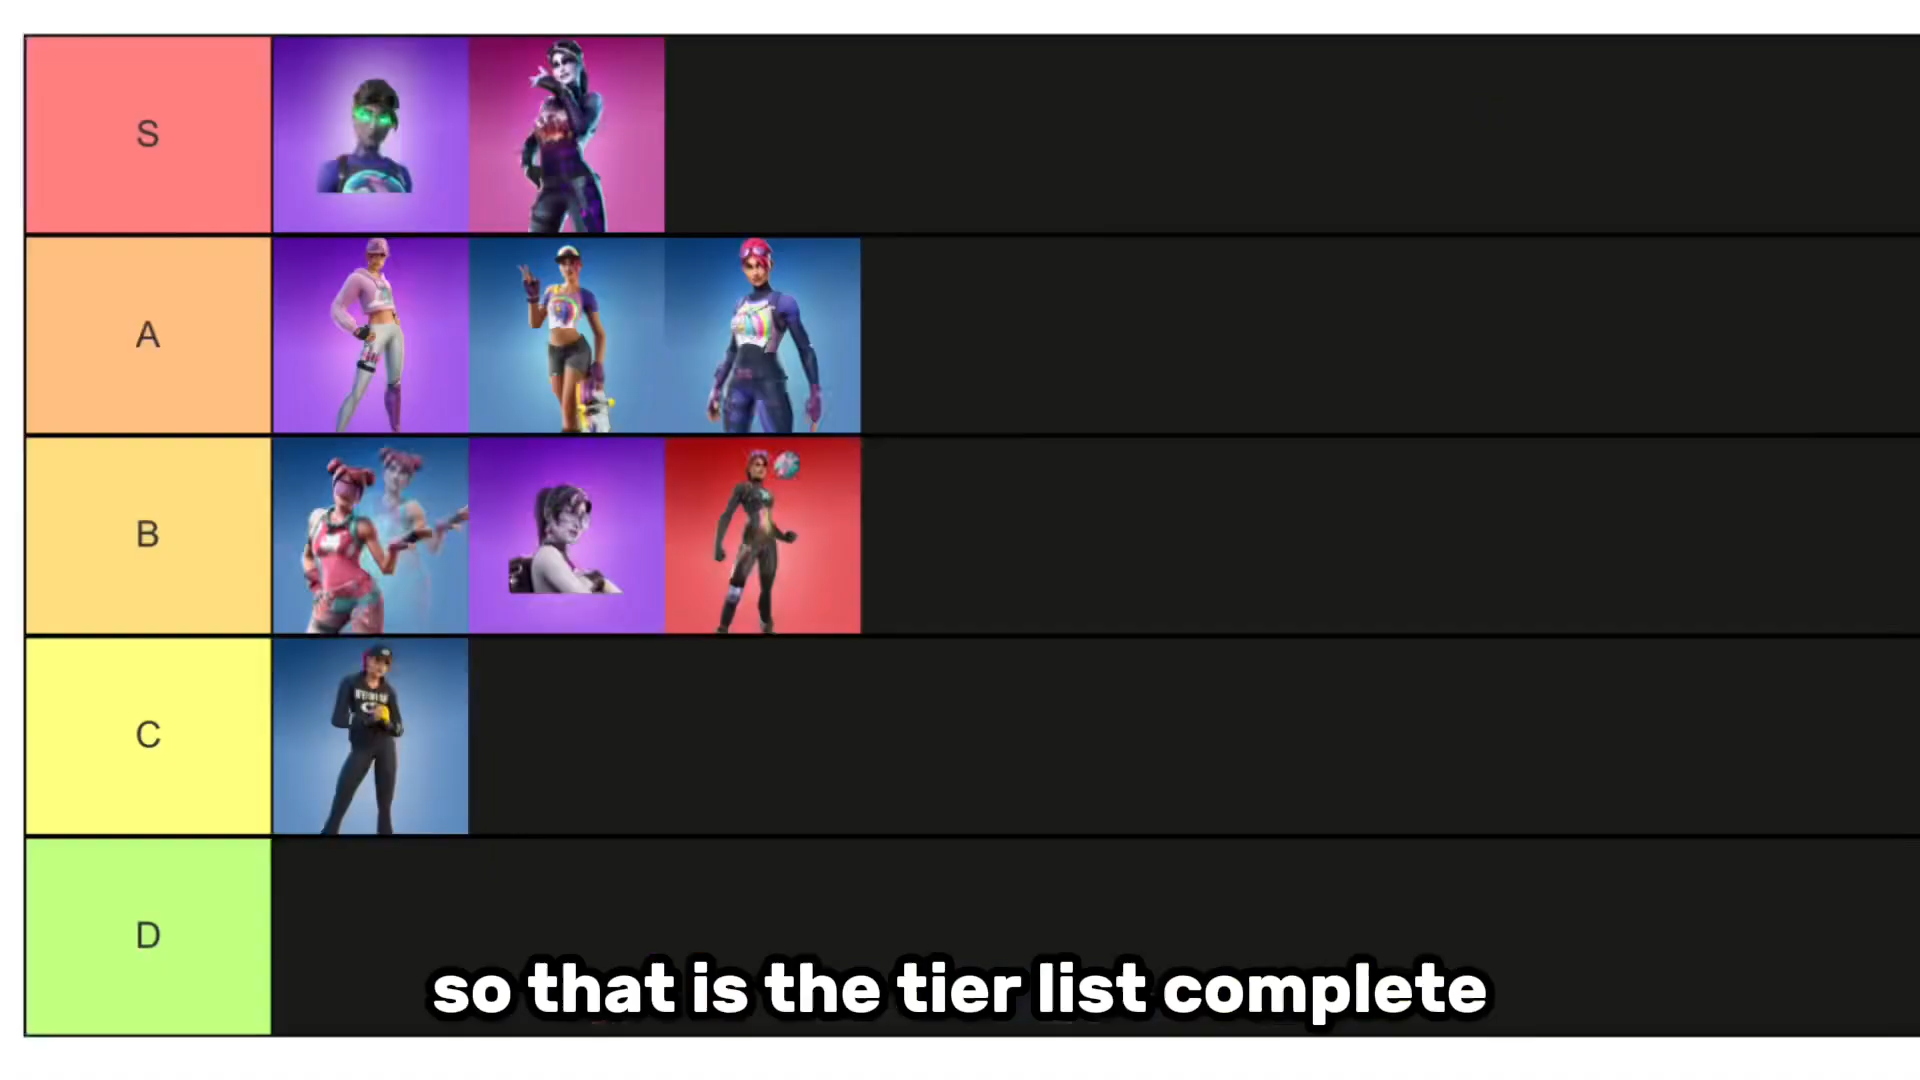 S
A
B
C
D
so that is the tier list complete